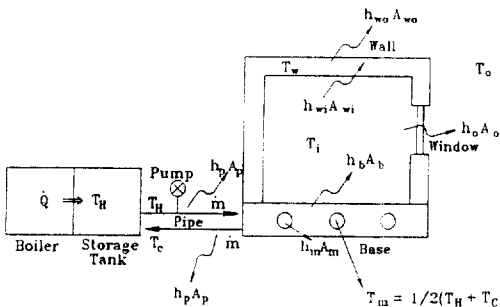 h_wo A_wo
Wall
T_w
T_o
h_wi A_wi
h_o A_o
Window
T_i
h_b A_b
Pump
h_p A_p
Q̇ ⇒ T_H
T_H
ṁ
Pipe
T_c
ṁ
Boiler
Storage
Tank
h_m A_m
Base
h_p A_p
T_m = 1/2(T_H + T_C